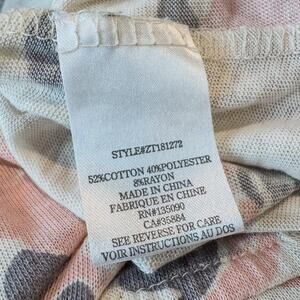 STYLE#ZT181272
52%COTTON 40%POLYESTER
8%RAYON
MADE IN CHINA
FABRIQUE EN CHINE
RN#135090
CA#35884
SEE REVERSE FOR CARE
VOIR INSTRUCTIONS AU DOS